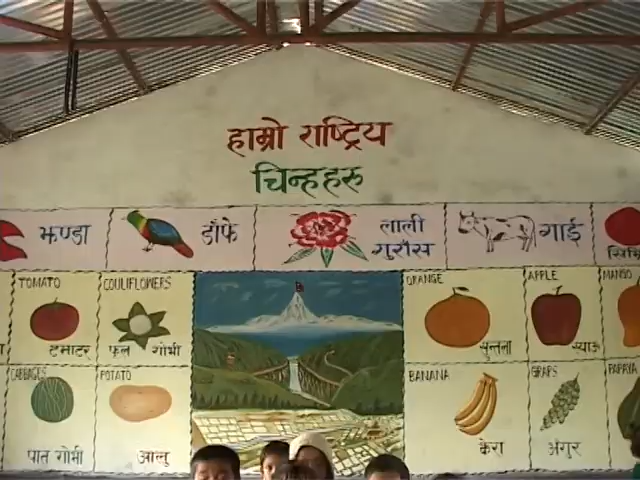 हाम्रो राष्ट्रिय
चिन्हहरु
झण्डा
डाँफे
लाली
गुराँस
गाई
TOMATO
टमाटर
COULIFLOWERS
फूल गोभी
ORANGE
सुन्तला
APPLE
स्याऊ
MANGO
CABBAGES
पात गोभी
POTATO
आलु
BANANA
केरा
GRAPS
अंगुर
PAPAYA